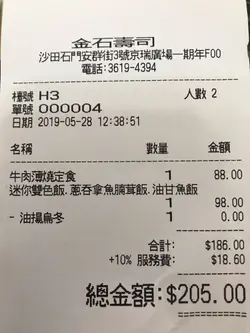 金石壽司
沙田石門安群街3號京瑞廣場一期年F00
電話:3619-4394
檯號 H3 人數 2
單號 000004
日期 2019-05-28 12:38:51
名稱 數量 金額
牛肉薄燒定食 1 88.00
迷你雙色飯.蔥吞拿魚腩茸飯.油甘魚飯
1 98.00
- 油揚烏冬 1 0.00
合計: $186.00
+10% 服務費: $18.60
總金額: $205.00